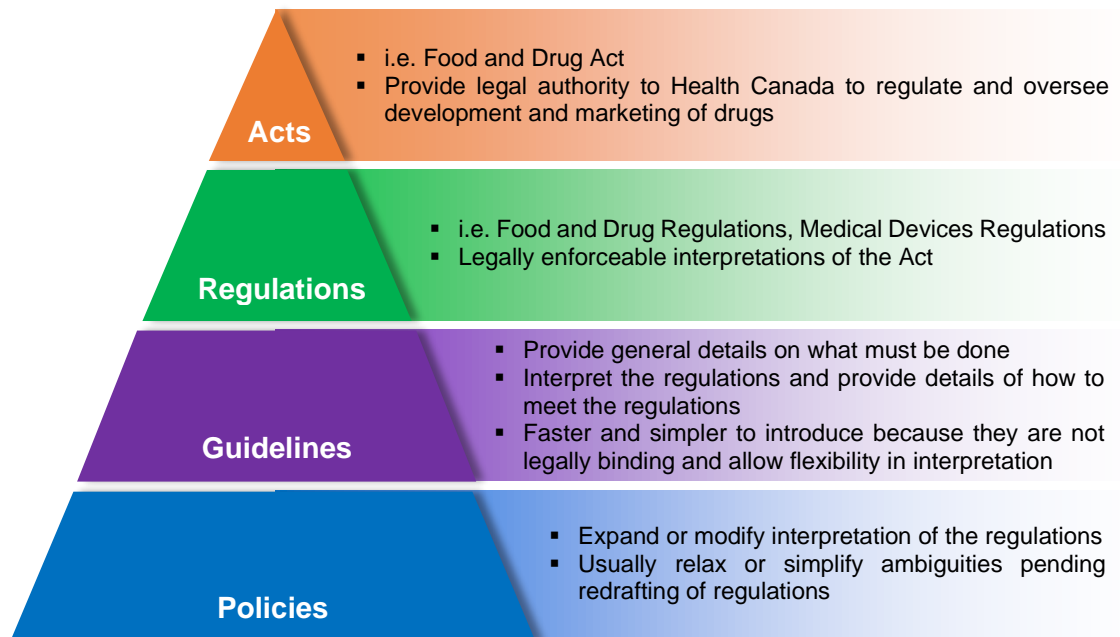 ▪ i.e. Food and Drug Act
▪ Provide legal authority to Health Canada to regulate and oversee
development and marketing of drugs
Acts
▪ i.e. Food and Drug Regulations, Medical Devices Regulations
▪ Legally enforceable interpretations of the Act
Regulations
▪ Provide general details on what must be done
▪ Interpret the regulations and provide details of how to
meet the regulations
▪ Faster and simpler to introduce because they are not
legally binding and allow flexibility in interpretation
Guidelines
▪ Expand or modify interpretation of the regulations
▪ Usually relax or simplify ambiguities pending
redrafting of regulations
Policies